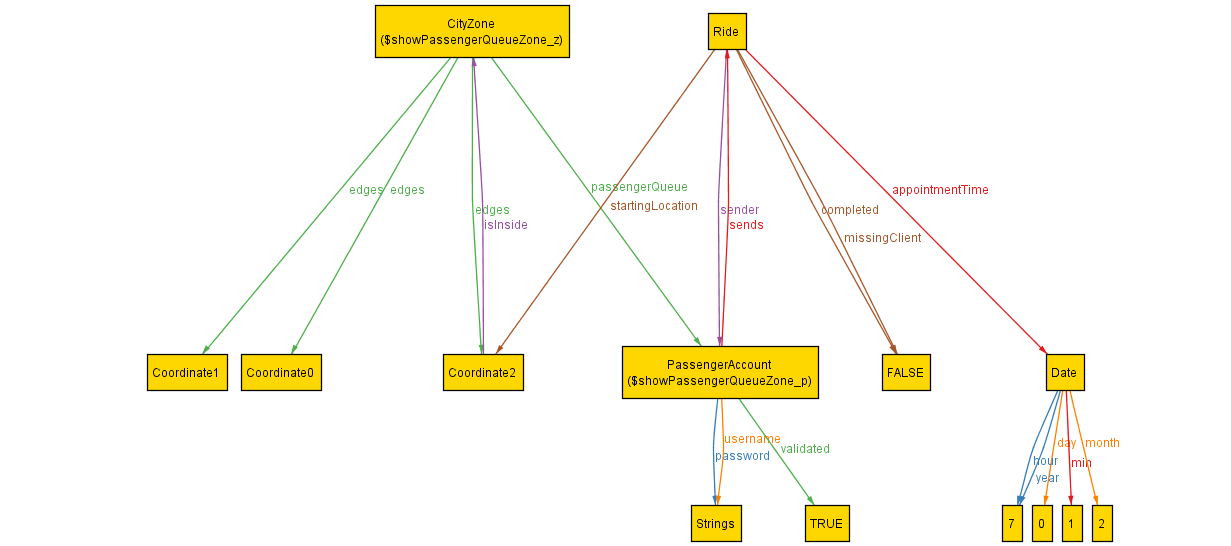 CityZone
($showPassengerQueueZone_z)
Ride
edges
edges
passengerQueue
appointmentTime
startingLocation
edges
sender
completed
isInside
sends
missingClient
Coordinate1
Coordinate0
Coordinate2
PassengerAccount
($showPassengerQueueZone_p)
FALSE
Date
username
day
month
validated
password
hour
min
year
Strings
TRUE
7
0
1
2